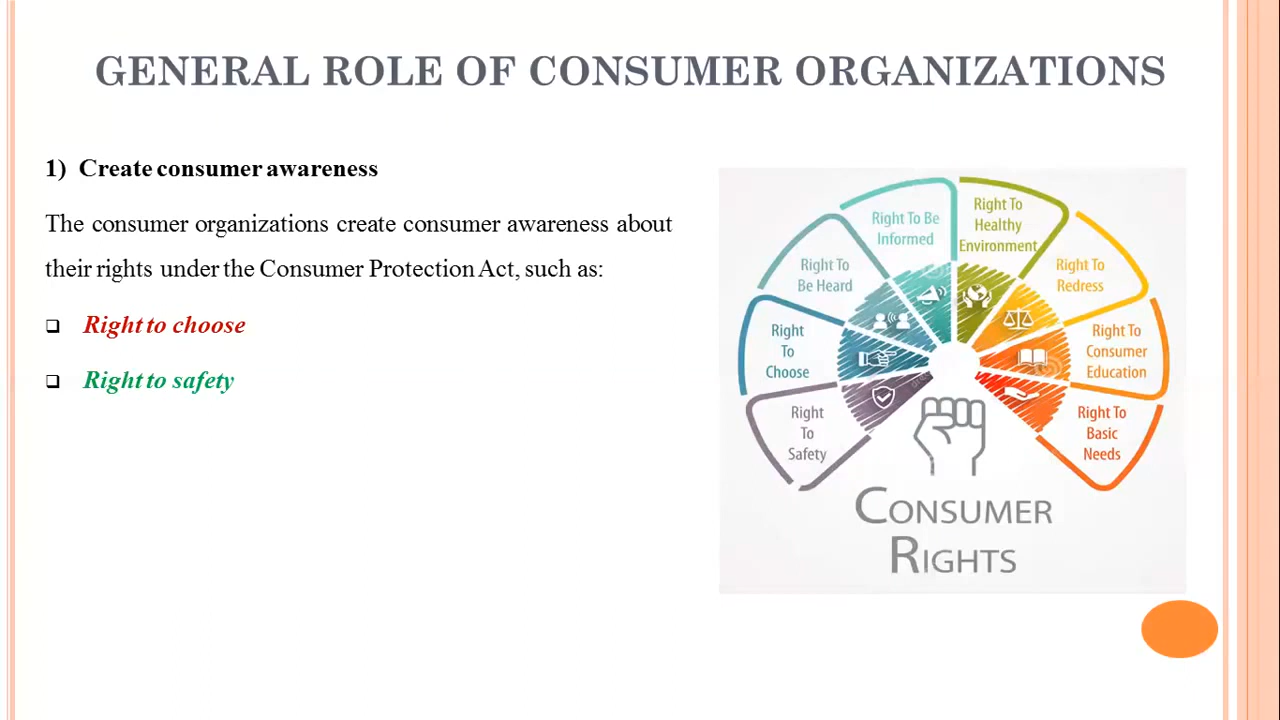 GENERAL ROLE OF CONSUMER ORGANIZATIONS
1) Create consumer awareness
The consumer organizations create consumer awareness about
their rights under the Consumer Protection Act, such as:
Right to choose
Right to safety
Right To
Safety
Right
To
Choose
Right To
Be Heard
Right To Be
Informed
Right To
Healthy
Environment
Right To
Redress
Right To
Consumer
Education
Right To
Basic
Needs
CONSUMER
RIGHTS